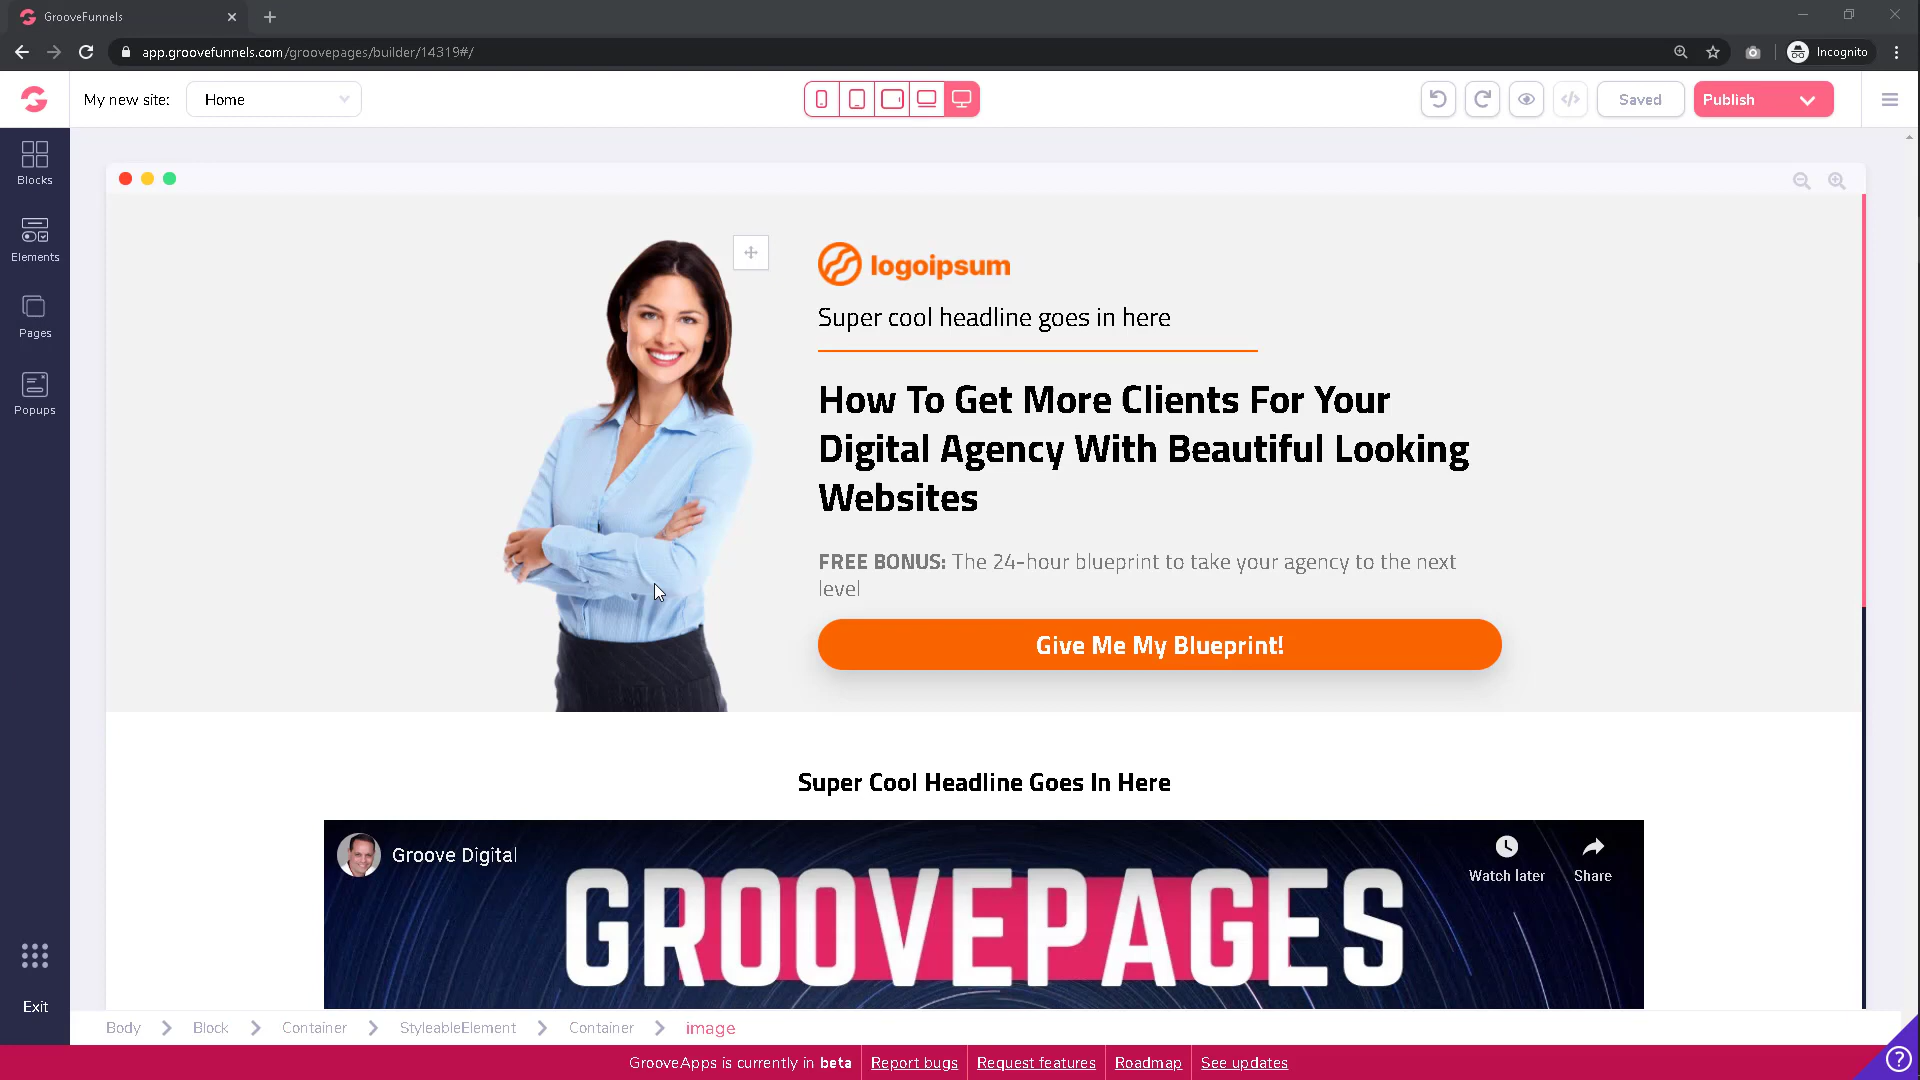 GrooveFunnels
app.groovefunnels.com/groovepages/builder/14319#/
Incognito
My new site:
Home
Saved
Publish
Blocks
Elements
Pages
Popups
Exit
logoipsum
Super cool headline goes in here
How To Get More Clients For Your
Digital Agency With Beautiful Looking
Websites
FREE BONUS: The 24-hour blueprint to take your agency to the next
level
Give Me My Blueprint!
Super Cool Headline Goes In Here
Groove Digital
Watch later
Share
GROOVEPAGES
Body Block Container StyleableElement Container image
GrooveApps is currently in beta Report bugs Request features Roadmap See updates